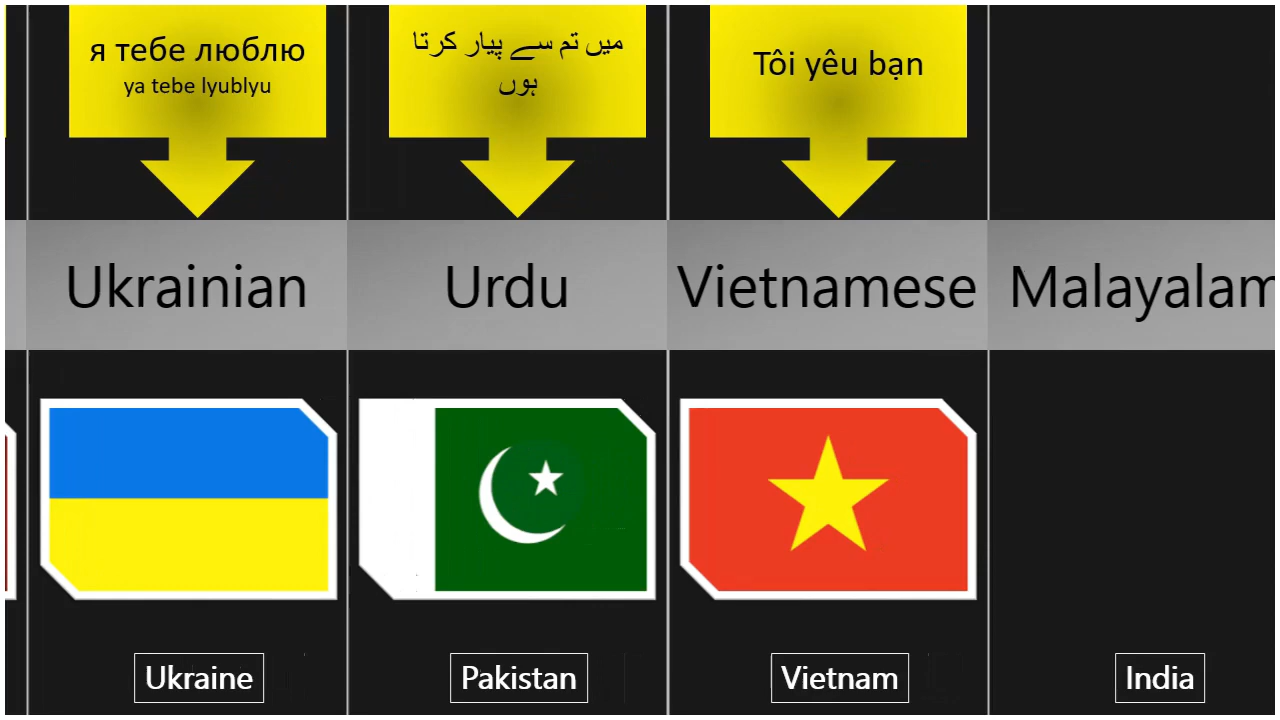 я тебе люблю
ya tebe lyublyu
میں تم سے پیار کرتا
ہوں
Tôi yêu bạn
Ukrainian
Urdu
Vietnamese
Malayalam
Ukraine
Pakistan
Vietnam
India